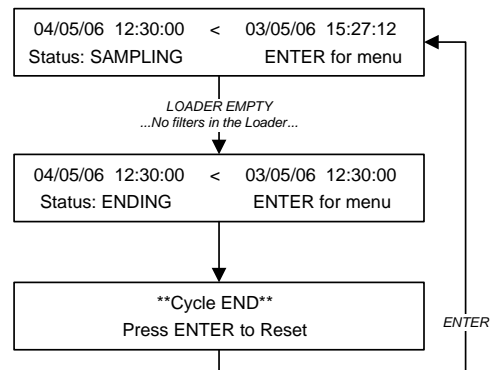 04/05/06 12:30:00 < 03/05/06 15:27:12
Status: SAMPLING ENTER for menu
LOADER EMPTY
...No filters in the Loader...
04/05/06 12:30:00 < 03/05/06 12:30:00
Status: ENDING ENTER for menu
**Cycle END**
Press ENTER to Reset
ENTER